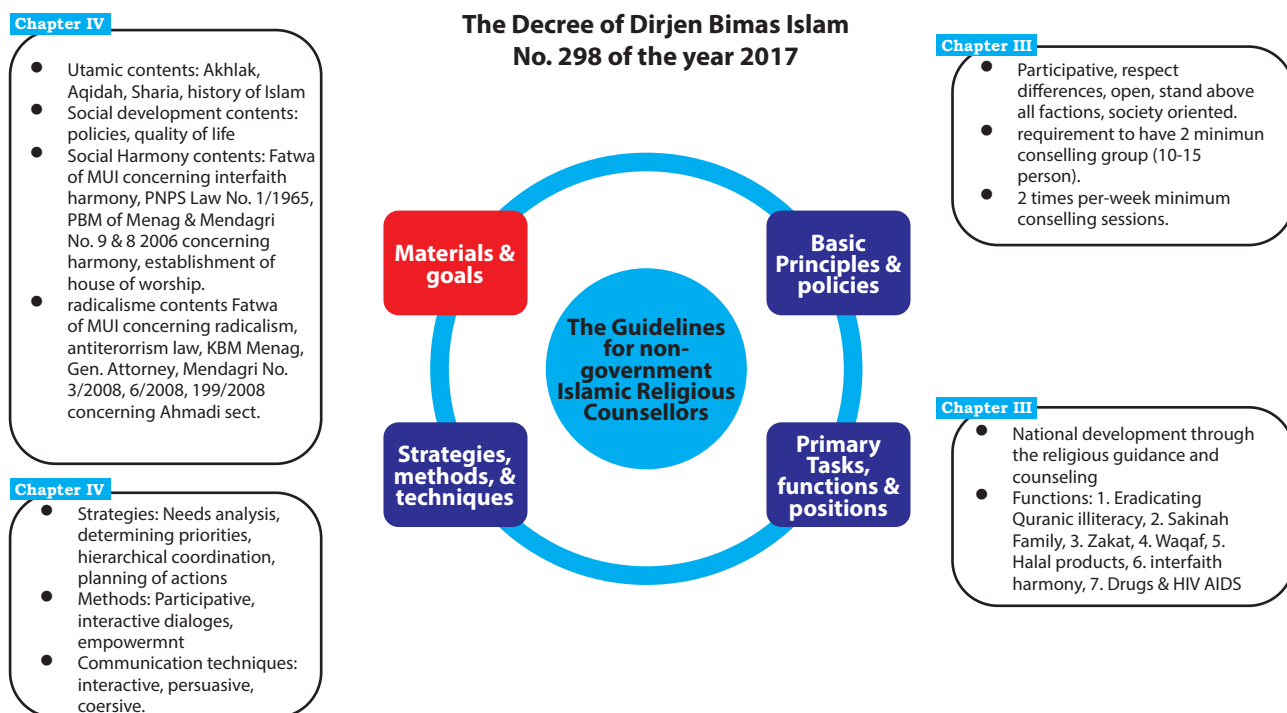 The Decree of Dirjen Bimas Islam
No. 298 of the year 2017
Chapter IV
● Utamic contents: Akhlak,
Aqidah, Sharia, history of Islam
● Social development contents:
policies, quality of life
● Social Harmony contents: Fatwa
of MUI concerning interfaith
harmony, PNPS Law No. 1/1965,
PBM of Menag & Mendagri
No. 9 & 8 2006 concerning
harmony, establishment of
house of worship.
● radicalisme contents Fatwa
of MUI concerning radicalism,
antiterorrism law, KBM Menag,
Gen. Attorney, Mendagri No.
3/2008, 6/2008, 199/2008
concerning Ahmadi sect.
Chapter IV
● Strategies: Needs analysis,
determining priorities,
hierarchical coordination,
planning of actions
● Methods: Participative,
interactive dialoges,
empowermnt
● Communication techniques:
interactive, persuasive,
coersive.
Materials &
goals
Basic
Principles &
policies
The Guidelines
for non-
government
Islamic Religious
Counsellors
Strategies,
methods, &
techniques
Primary
Tasks,
functions &
positions
Chapter III
● Participative, respect
differences, open, stand above
all factions, society oriented.
● requirement to have 2 minimun
conselling group (10-15
person).
● 2 times per-week minimum
conselling sessions.
Chapter III
● National development through
the religious guidance and
counseling
● Functions: 1. Eradicating
Quranic illiteracy, 2. Sakinah
Family, 3. Zakat, 4. Waqaf, 5.
Halal products, 6. interfaith
harmony, 7. Drugs & HIV AIDS